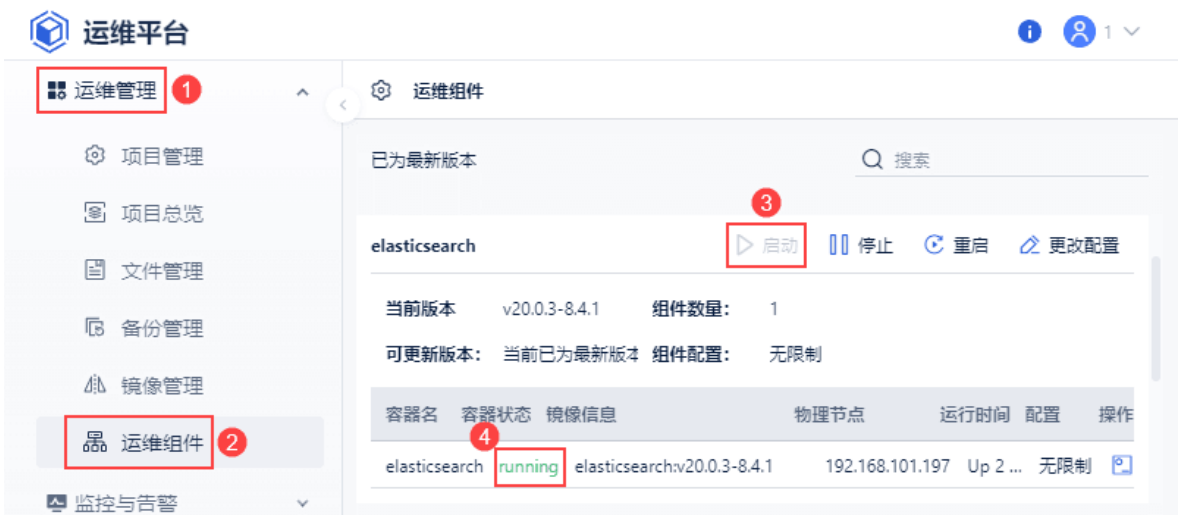 运维平台
1
运维管理 1
运维组件
项目管理
已为最新版本
搜索
项目总览
3
elasticsearch
启动 停止 重启 更改配置
文件管理
当前版本 v20.0.3-8.4.1 组件数量： 1
备份管理
可更新版本： 当前已为最新版本 组件配置： 无限制
镜像管理
容器名 容器状态 镜像信息 物理节点 运行时间 配置 操作
运维组件 2
4
elasticsearch running elasticsearch:v20.0.3-8.4.1 192.168.101.197 Up 2 ... 无限制
监控与告警